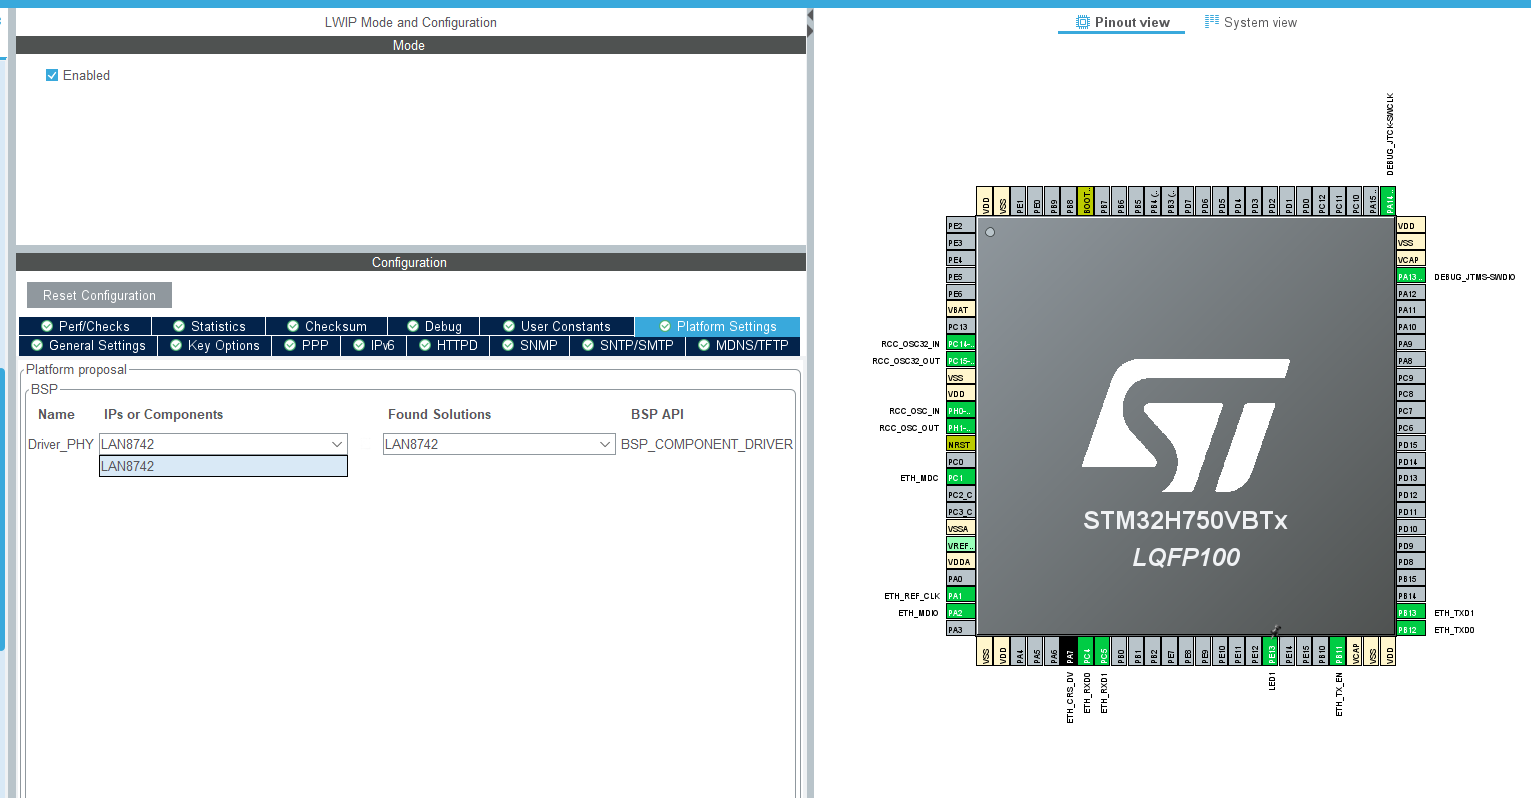 LWIP Mode and Configuration
Mode
Enabled
Configuration
Reset Configuration
Perf/Checks Statistics Checksum Debug User Constants Platform Settings
General Settings Key Options PPP IPv6 HTTPD SNMP SNTP/SMTP MDNS/TFTP
Platform proposal
BSP
Name IPs or Components Found Solutions BSP API
Driver_PHY LAN8742 LAN8742 BSP_COMPONENT_DRIVER
LAN8742
Pinout view System view
DEBUG_JTCK-SWCLK
VDD VSS PE1 PE0 PB9 PB8 BOOT.. PB7 PB6 PB5 PB4 (.. PB3 (.. PD7 PD6 PD5 PD4 PD3 PD2 PD1 PD0 PC12 PC11 PC10 PA15.. PA14..
PE2
PE3
PE4
PE5
PE6
VBAT
PC13
RCC_OSC32_IN PC14-..
RCC_OSC32_OUT PC15-..
VSS
VDD
RCC_OSC_IN PH0-..
RCC_OSC_OUT PH1-..
NRST
PC0
ETH_MDC PC1
PC2_C
PC3_C
VSSA
VREF..
VDDA
PA0
ETH_REF_CLK PA1
ETH_MDIO PA2
PA3
STM32H750VBTx
LQFP100
VDD
VSS
VCAP
PA13.. DEBUG_JTMS-SWDIO
PA12
PA11
PA10
PA9
PA8
PC9
PC8
PC7
PC6
PD15
PD14
PD13
PD12
PD11
PD10
PD9
PD8
PB15
PB14
PB13 ETH_TXD1
PB12 ETH_TXD0
VSS VDD PA4 PA5 PA6 PA7 PC4 PC5 PB0 PB1 PB2 PE7 PE8 PE9 PE10 PE11 PE12 PE13 PE14 PE15 PB10 PB11 VCAP VSS VDD
ETH_CRS_DV ETH_RXD0 ETH_RXD1 LED1 ETH_TX_EN